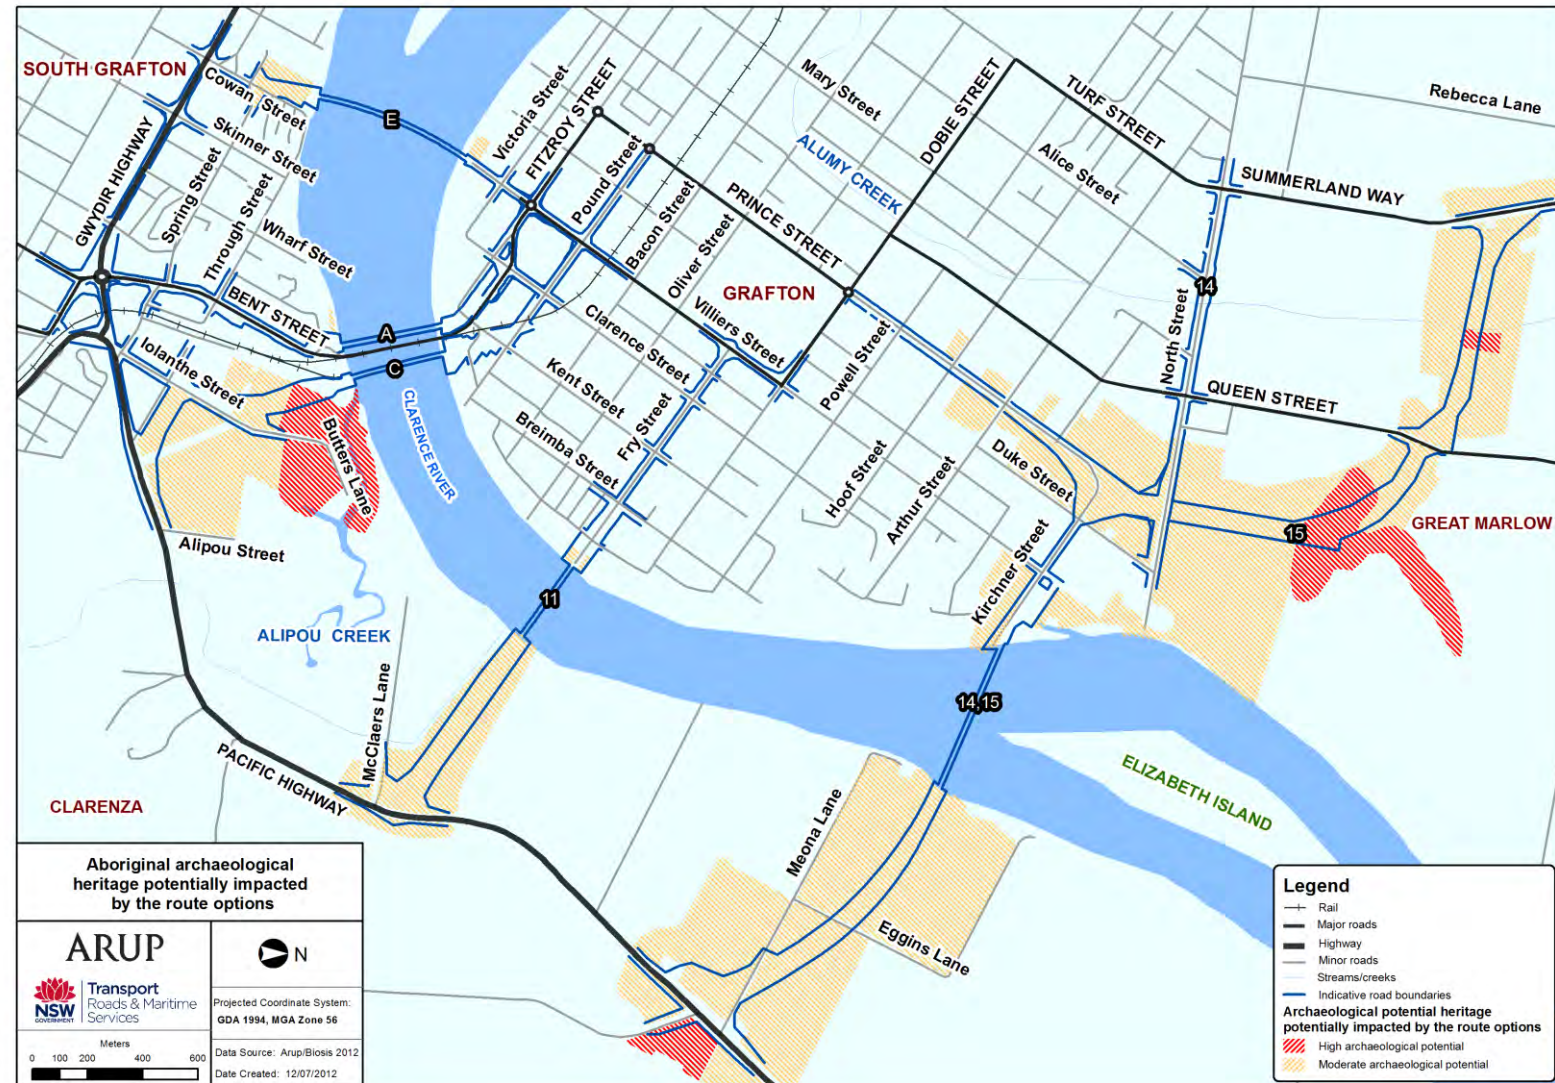 SOUTH GRAFTON
Cowan Street
Skinner Street
GWYDIR HIGHWAY
Spring Street
Through Street
Wharf Street
BENT STREET
Iolanthe Street
Butters Lane
Alipou Street
ALIPOU CREEK
McClaers Lane
PACIFIC HIGHWAY
CLARENZA
E
A
C
CLARENCE RIVER
Victoria Street
FITZROY STREET
Pound Street
Bacon Street
Oliver Street
PRINCE STREET
GRAFTON
Villiers Street
Clarence Street
Kent Street
Breimba Street
Fry Street
11
Mary Street
ALUMY CREEK
DOBIE STREET
TURF STREET
Alice Street
Rebecca Lane
SUMMERLAND WAY
14
North Street
QUEEN STREET
Powell Street
Hoof Street
Arthur Street
Duke Street
Kirchner Street
15
GREAT MARLOW
14,15
ELIZABETH ISLAND
Meona Lane
Eggins Lane
Aboriginal archaeological
heritage potentially impacted
by the route options
ARUP
NSW
GOVERNMENT
Transport
Roads & Maritime
Services
N
Projected Coordinate System:
GDA 1994, MGA Zone 56
Meters
0 100 200 400 600
Data Source: Arup/Biosis 2012
Date Created: 12/07/2012
Legend
Rail
Major roads
Highway
Minor roads
Streams/creeks
Indicative road boundaries
Archaeological potential heritage
potentially impacted by the route options
High archaeological potential
Moderate archaeological potential